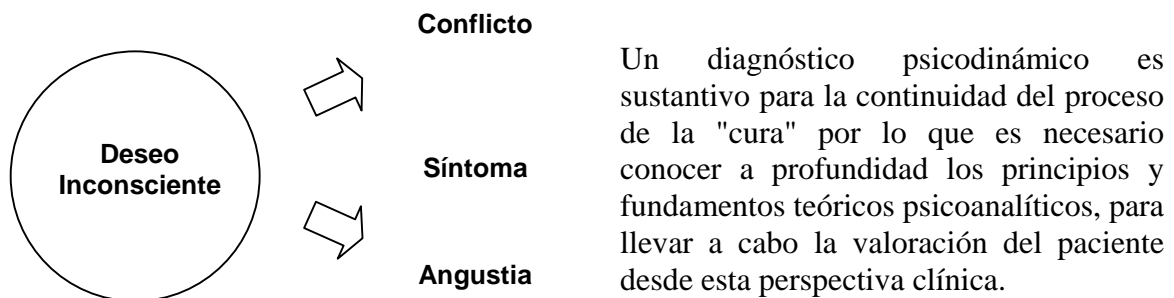 Conflicto
Deseo
Inconsciente
Síntoma
Angustia
Un diagnóstico psicodinámico es
sustantivo para la continuidad del proceso
de la "cura" por lo que es necesario
conocer a profundidad los principios y
fundamentos teóricos psicoanalíticos, para
llevar a cabo la valoración del paciente
desde esta perspectiva clínica.